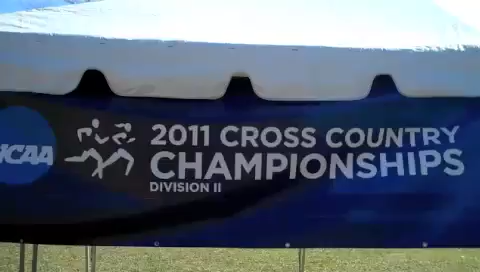 NCAA
2011 CROSS COUNTRY
CHAMPIONSHIPS
DIVISION II